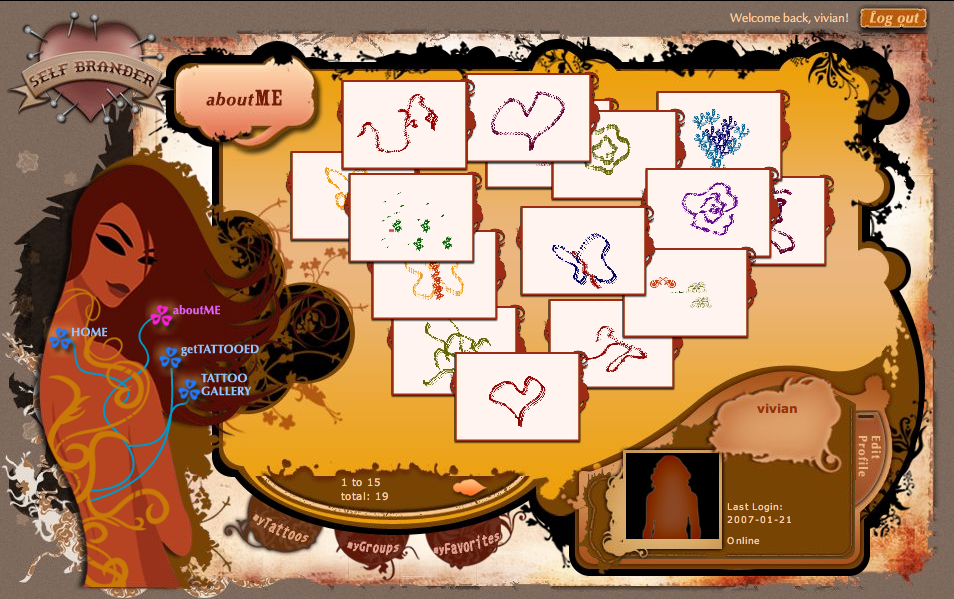 Welcome back, vivian!
Log out
SELF BRANDER
aboutME
HOME
aboutME
getTATTOOED
TATTOO
GALLERY
vivian
Edit
Profile
1 to 15
total: 19
Last Login:
2007-01-21
Online
myTattoos
myGroups
myFavorites